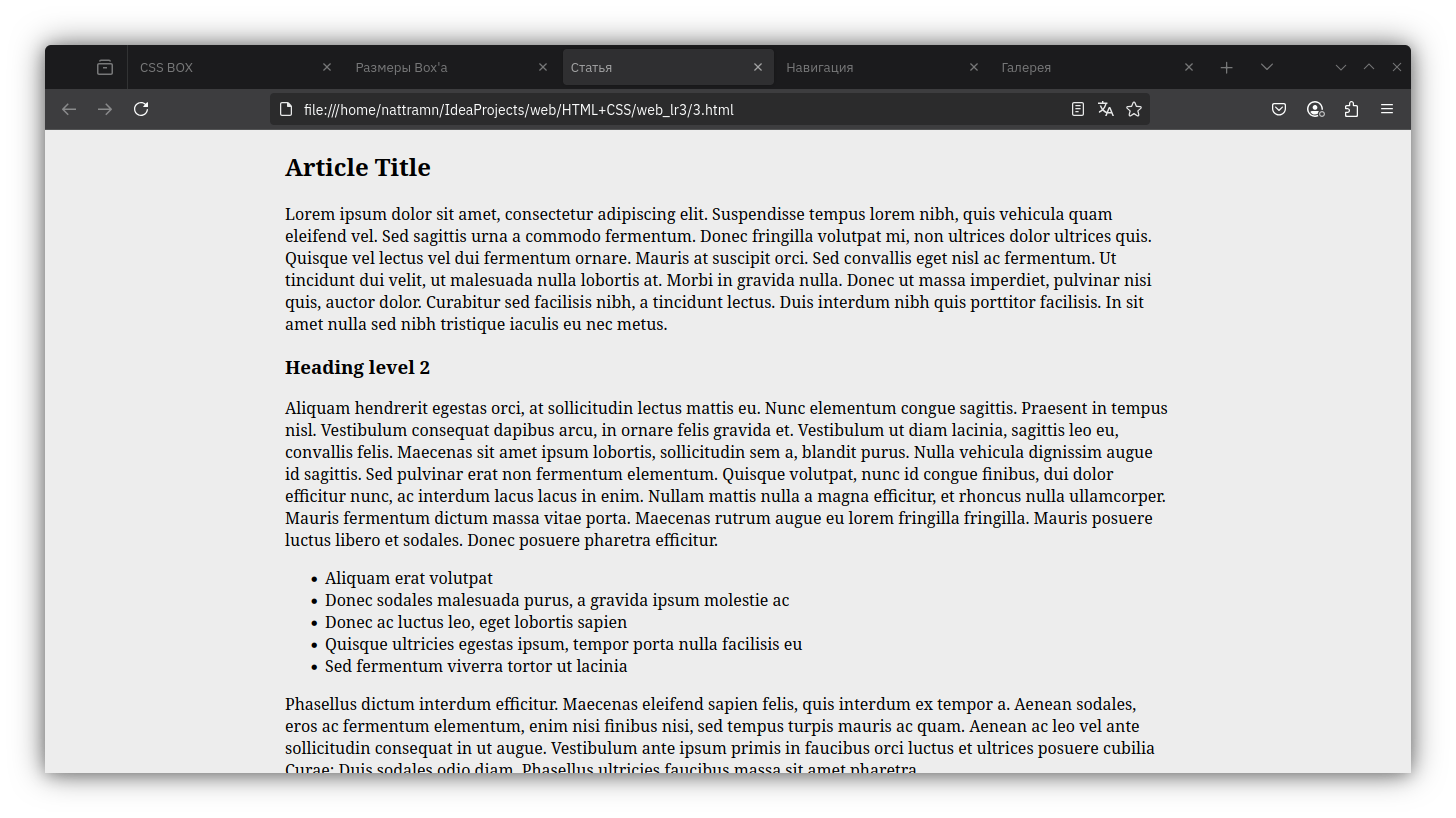 CSS BOX
Размеры Box'а
Статья
Навигация
Галерея
file:///home/nattramn/IdeaProjects/web/HTML+CSS/web_lr3/3.html
Article Title
Lorem ipsum dolor sit amet, consectetur adipiscing elit. Suspendisse tempus lorem nibh, quis vehicula quam
eleifend vel. Sed sagittis urna a commodo fermentum. Donec fringilla volutpat mi, non ultrices dolor ultrices quis.
Quisque vel lectus vel dui fermentum ornare. Mauris at suscipit orci. Sed convallis eget nisl ac fermentum. Ut
tincidunt dui velit, ut malesuada nulla lobortis at. Morbi in gravida nulla. Donec ut massa imperdiet, pulvinar nisi
quis, auctor dolor. Curabitur sed facilisis nibh, a tincidunt lectus. Duis interdum nibh quis porttitor facilisis. In sit
amet nulla sed nibh tristique iaculis eu nec metus.
Heading level 2
Aliquam hendrerit egestas orci, at sollicitudin lectus mattis eu. Nunc elementum congue sagittis. Praesent in tempus
nisl. Vestibulum consequat dapibus arcu, in ornare felis gravida et. Vestibulum ut diam lacinia, sagittis leo eu,
convallis felis. Maecenas sit amet ipsum lobortis, sollicitudin sem a, blandit purus. Nulla vehicula dignissim augue
id sagittis. Sed pulvinar erat non fermentum elementum. Quisque volutpat, nunc id congue finibus, dui dolor
efficitur nunc, ac interdum lacus lacus in enim. Nullam mattis nulla a magna efficitur, et rhoncus nulla ullamcorper.
Mauris fermentum dictum massa vitae porta. Maecenas rutrum augue eu lorem fringilla fringilla. Mauris posuere
luctus libero et sodales. Donec posuere pharetra efficitur.
• Aliquam erat volutpat
• Donec sodales malesuada purus, a gravida ipsum molestie ac
• Donec ac luctus leo, eget lobortis sapien
• Quisque ultricies egestas ipsum, tempor porta nulla facilisis eu
• Sed fermentum viverra tortor ut lacinia
Phasellus dictum interdum efficitur. Maecenas eleifend sapien felis, quis interdum ex tempor a. Aenean sodales,
eros ac fermentum elementum, enim nisi finibus nisi, sed tempus turpis mauris ac quam. Aenean ac leo vel ante
sollicitudin consequat in ut augue. Vestibulum ante ipsum primis in faucibus orci luctus et ultrices posuere cubilia
Curae; Duis sodales odio diam. Phasellus ultricies faucibus massa sit amet pharetra.